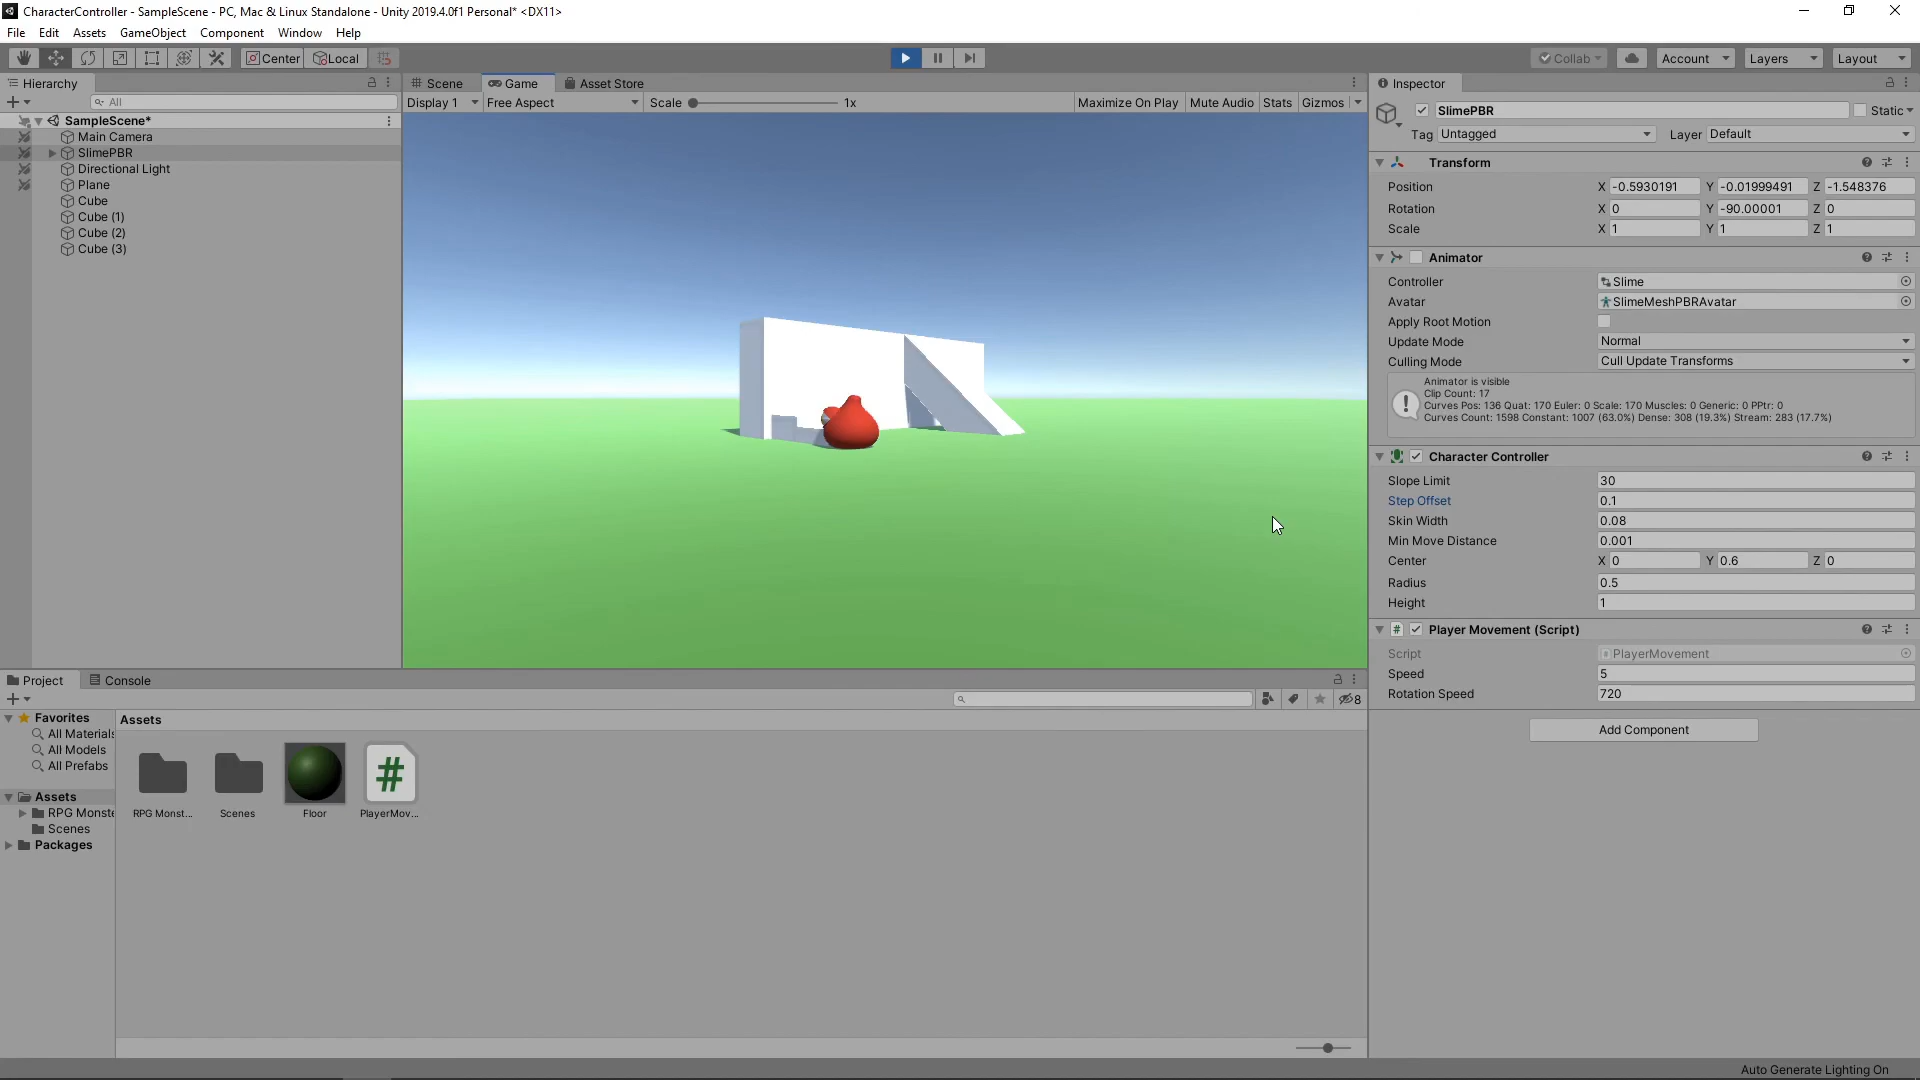 CharacterController - SampleScene - PC, Mac & Linux Standalone - Unity 2019.4.0f1 Personal* <DX11>
File Edit Assets GameObject Component Window Help
Center Local Collab Account Layers Layout
Hierarchy
All
SampleScene*
Main Camera
SlimePBR
Directional Light
Plane
Cube
Cube (1)
Cube (2)
Cube (3)
Scene Game Asset Store
Display 1 Free Aspect Scale 1x Maximize On Play Mute Audio Stats Gizmos
Inspector
SlimePBR Static
Tag Untagged Layer Default
Transform
Position X -0.5930191 Y -0.01999491 Z -1.548376
Rotation X 0 Y -90.00001 Z 0
Scale X 1 Y 1 Z 1
Animator
Controller Slime
Avatar SlimeMeshPBRAvatar
Apply Root Motion
Update Mode Normal
Culling Mode Cull Update Transforms
Animator is visible
Clip Count: 17
Curves Pos: 136 Quat: 170 Euler: 0 Scale: 170 Muscles: 0 Generic: 0 PPtr: 0
Curves Count: 1598 Constant: 1007 (63.0%) Dense: 308 (19.3%) Stream: 283 (17.7%)
Character Controller
Slope Limit 30
Step Offset 0.1
Skin Width 0.08
Min Move Distance 0.001
Center X 0 Y 0.6 Z 0
Radius 0.5
Height 1
Player Movement (Script)
Script # PlayerMovement
Speed 5
Rotation Speed 720
Add Component
Project Console
8
Favorites
All Materials
All Models
All Prefabs
Assets
RPG Monste
Scenes
Packages
Assets
RPG Monst... Scenes Floor PlayerMov...
Auto Generate Lighting On